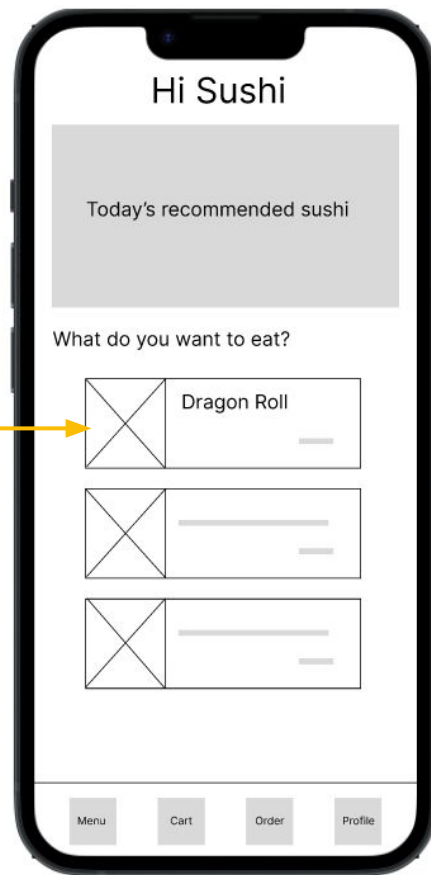 Hi Sushi
Today's recommended sushi
What do you want to eat?
Dragon Roll
Menu Cart Order Profile